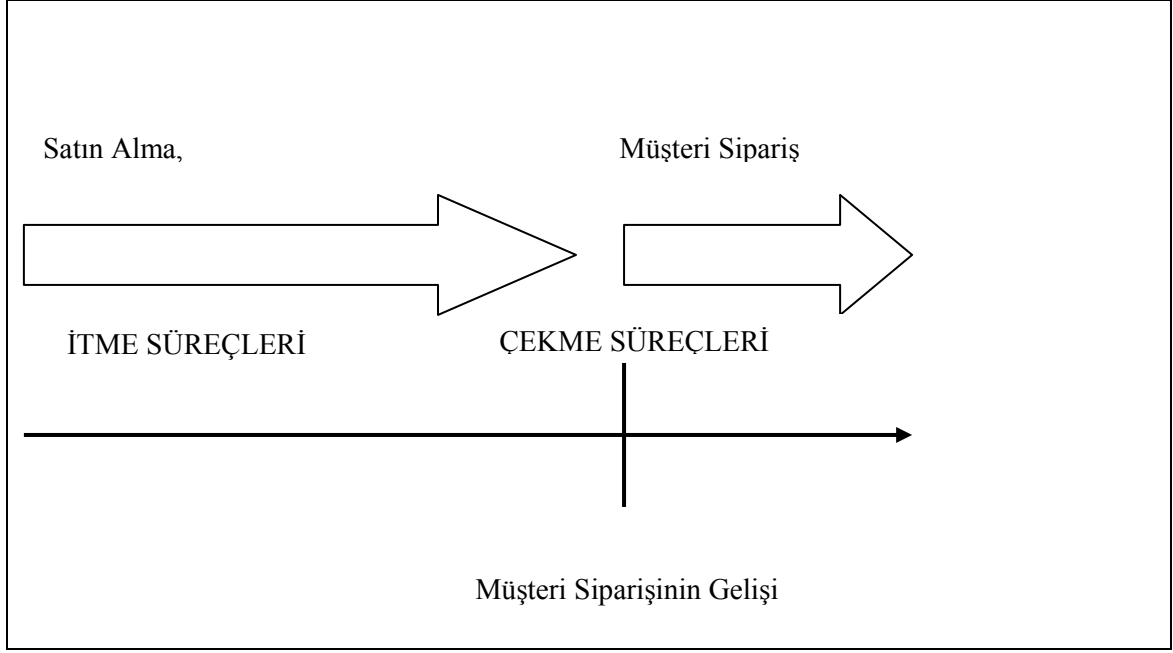 Satın Alma,
Müşteri Sipariş
İTME SÜREÇLERİ
ÇEKME SÜREÇLERİ
Müşteri Siparişinin Gelişi